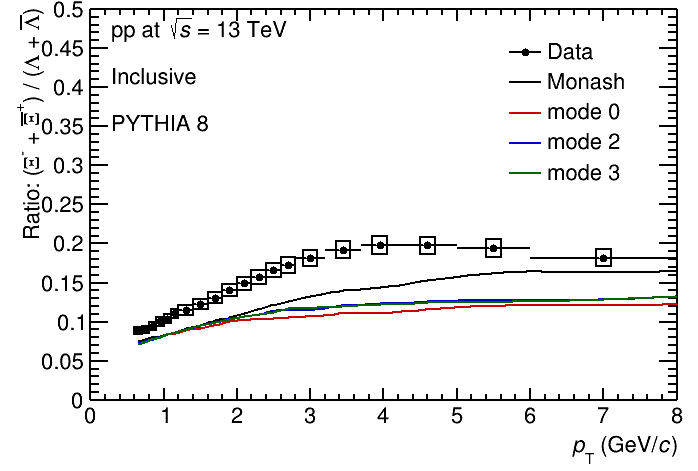 Ratio: (Ξ⁻ + Ξ̅⁺) / (Λ + Λ̅)
pp at √s = 13 TeV
Inclusive
PYTHIA 8
Data
Monash
mode 0
mode 2
mode 3
0.5
0.45
0.4
0.35
0.3
0.25
0.2
0.15
0.1
0.05
0
0 1 2 3 4 5 6 7 8
p_T (GeV/c)